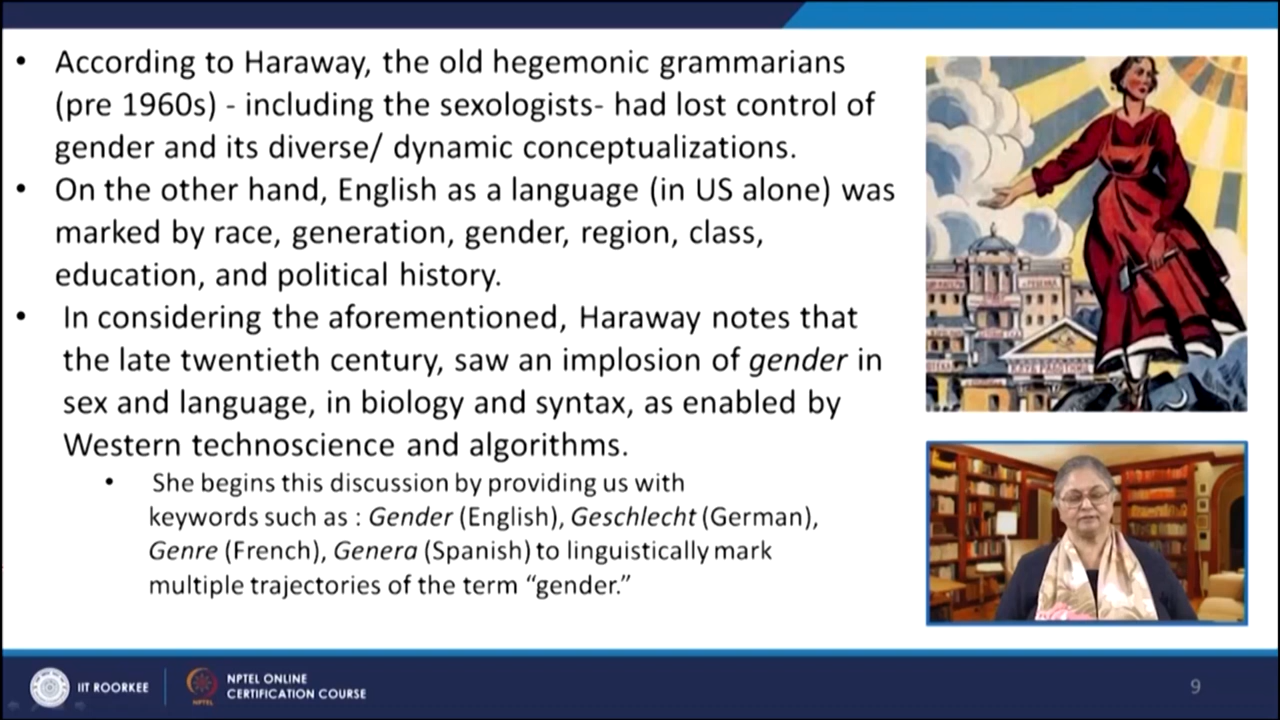 • According to Haraway, the old hegemonic grammarians
(pre 1960s) - including the sexologists- had lost control of
gender and its diverse/ dynamic conceptualizations.
• On the other hand, English as a language (in US alone) was
marked by race, generation, gender, region, class,
education, and political history.
• In considering the aforementioned, Haraway notes that
the late twentieth century, saw an implosion of gender in
sex and language, in biology and syntax, as enabled by
Western technoscience and algorithms.
• She begins this discussion by providing us with
keywords such as : Gender (English), Geschlecht (German),
Genre (French), Genera (Spanish) to linguistically mark
multiple trajectories of the term “gender.”
IIT ROORKEE
NPTEL
NPTEL ONLINE
CERTIFICATION COURSE
9